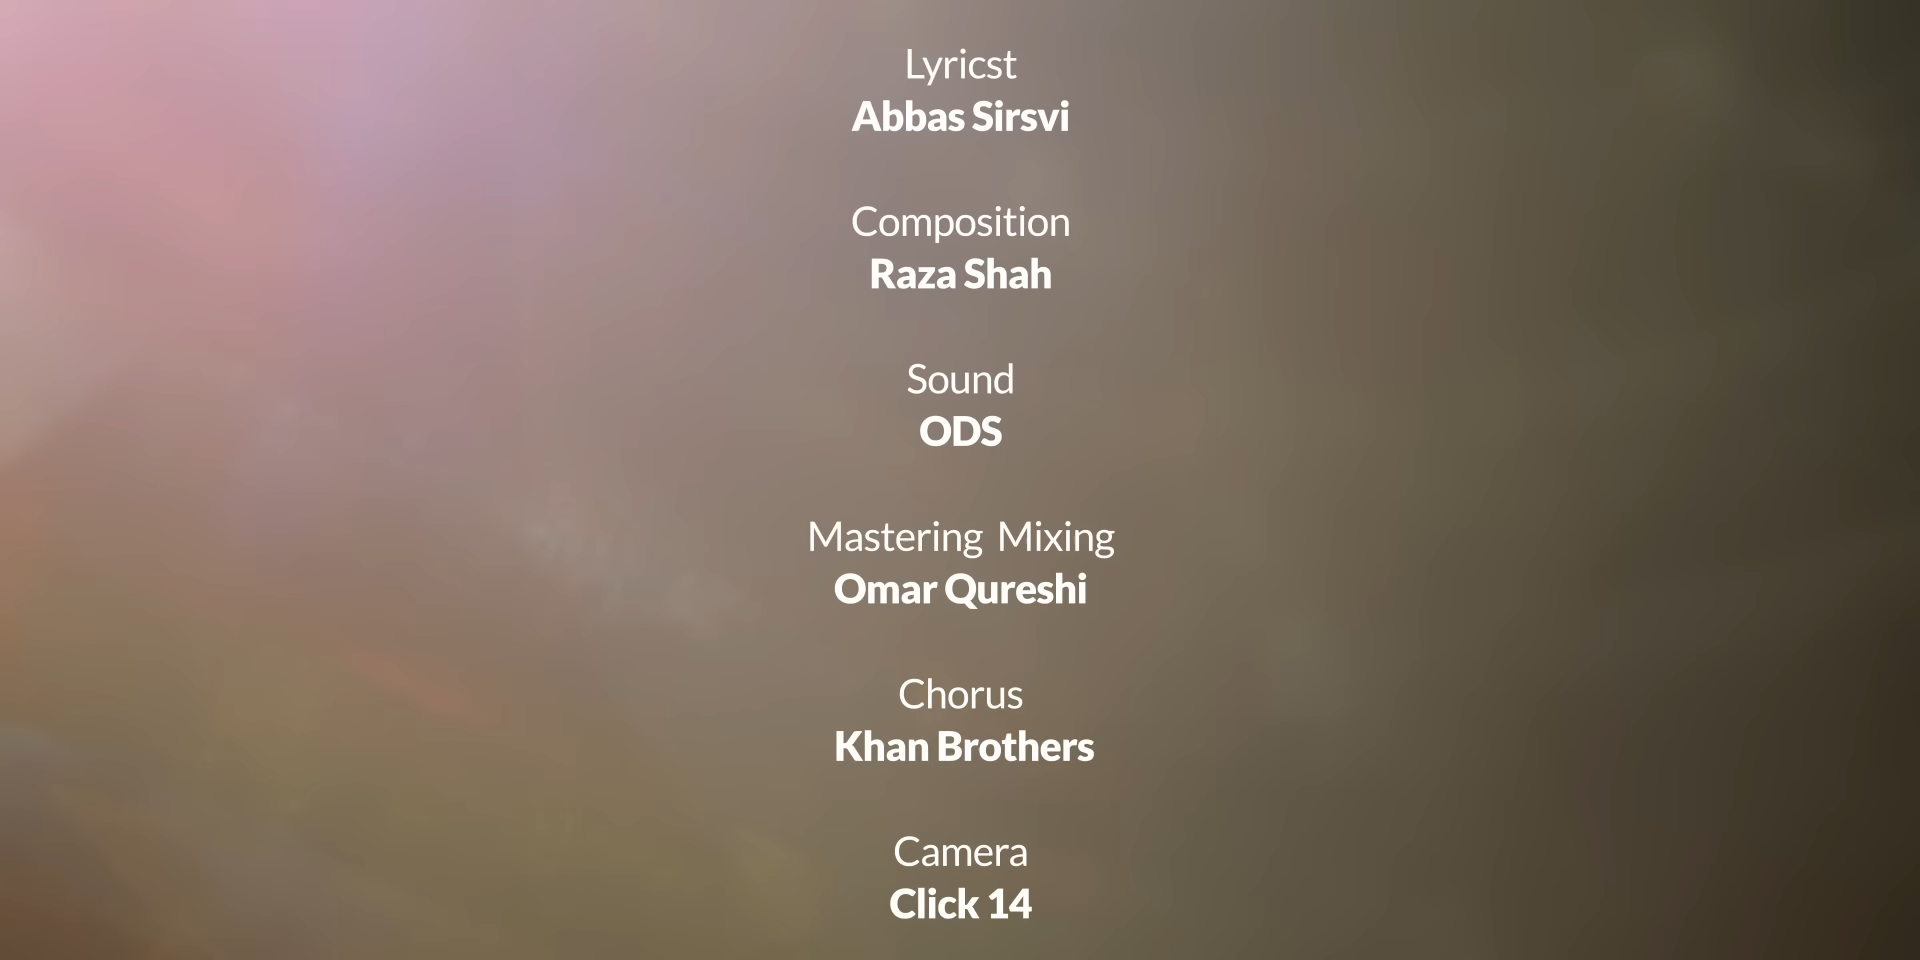 Lyricst
Abbas Sirsvi
Composition
Raza Shah
Sound
ODS
Mastering Mixing
Omar Qureshi
Chorus
Khan Brothers
Camera
Click 14